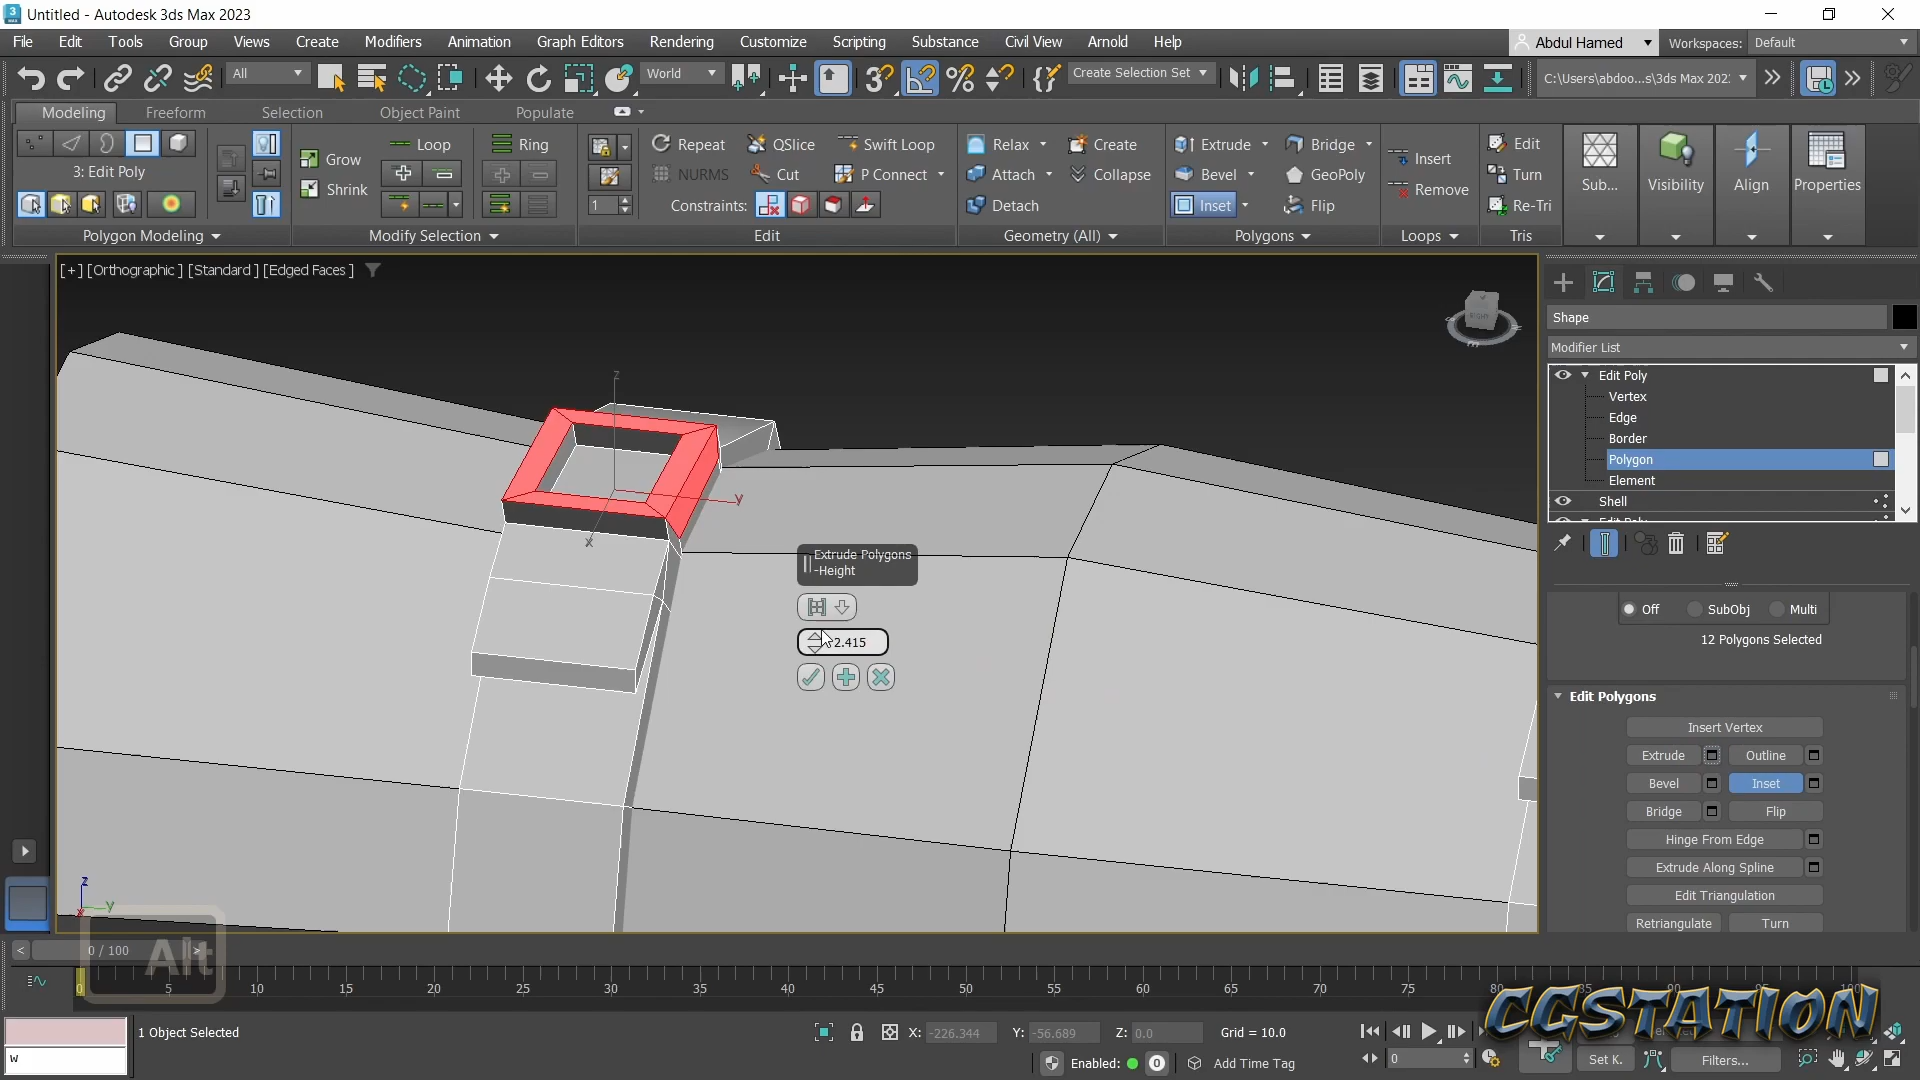 Untitled - Autodesk 3ds Max 2023
File Edit Tools Group Views Create Modifiers Animation Graph Editors Rendering Customize Scripting Substance Civil View Arnold Help
Abdul Hamed Workspaces: Default
All World Create Selection Set C:\Users\abdoo...s\3ds Max 202:
Modeling Freeform Selection Object Paint Populate
Loop Ring Repeat QSlice Swift Loop Relax Create Extrude Bridge Edit
Grow Insert
3: Edit Poly NURMS Cut P Connect Attach Collapse Bevel GeoPoly Turn
Shrink Remove Sub... Visibility Align Properties
1 Constraints: Detach Inset Flip Re-Tri
Polygon Modeling Modify Selection Edit Geometry (All) Polygons Loops Tris
[+] [Orthographic ] [Standard ] [Edged Faces ]
RIGHT
Shape
Modifier List
Edit Poly
Vertex
Edge
Border
Polygon
Element
Shell
z
y
x
Extrude Polygons
-Height
2.415
Off SubObj Multi
12 Polygons Selected
Edit Polygons
Insert Vertex
Extrude Outline
Bevel Inset
Bridge Flip
Hinge From Edge
Extrude Along Spline
Edit Triangulation
Retriangulate Turn
z
y
x
< 0 / 100 >
Alt
0 5 10 15 20 25 30 35 40 45 50 55 60 65 70 75 80 100
CGSTATION
1 Object Selected X: -226.344 Y: -56.689 Z: 0.0 Grid = 10.0
w
Enabled: 0 Add Time Tag 0 Set K. Filters...